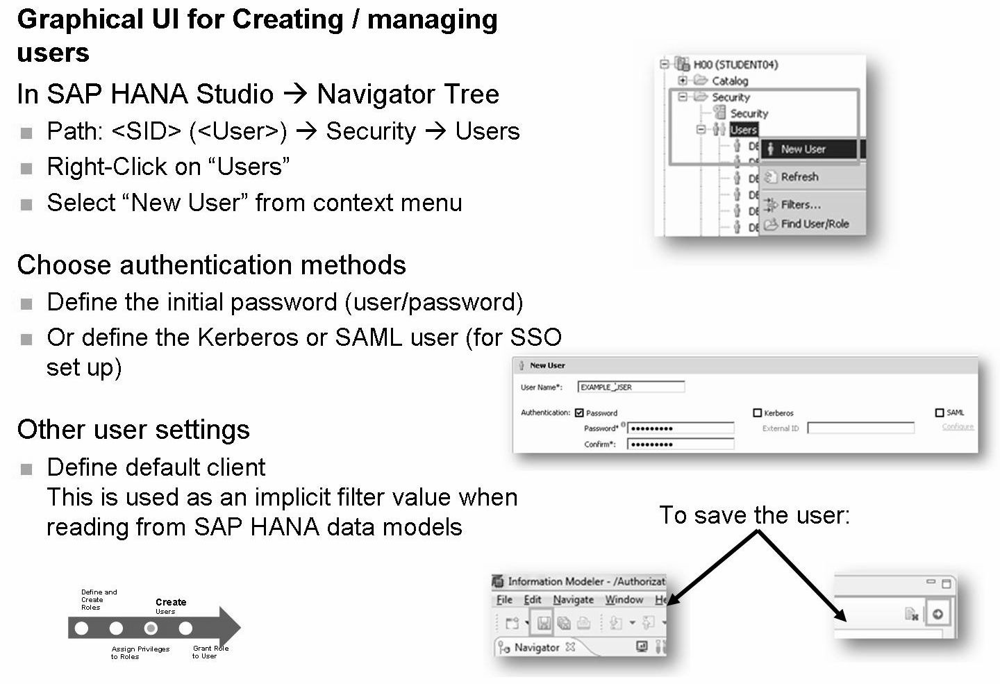 Graphical UI for Creating / managing
users
In SAP HANA Studio → Navigator Tree
Path: <SID> (<User>) → Security → Users
Right-Click on “Users”
Select “New User” from context menu
Choose authentication methods
Define the initial password (user/password)
Or define the Kerberos or SAML user (for SSO
set up)
Other user settings
Define default client
This is used as an implicit filter value when
reading from SAP HANA data models
H00 (STUDENT04)
Catalog
Security
Security
Users
New User
Refresh
Filters...
Find User/Role
New User
User Name*:
EXAMPLE_USER
Authentication: Password
Kerberos
SAML
Password*
External ID
Configure
Confirm*:
To save the user:
Information Modeler - /Authorizat
File Edit Navigate Window He
Navigator
Define and
Create
Roles
Create
Users
Assign Privileges
to Roles
Grant Role
to User